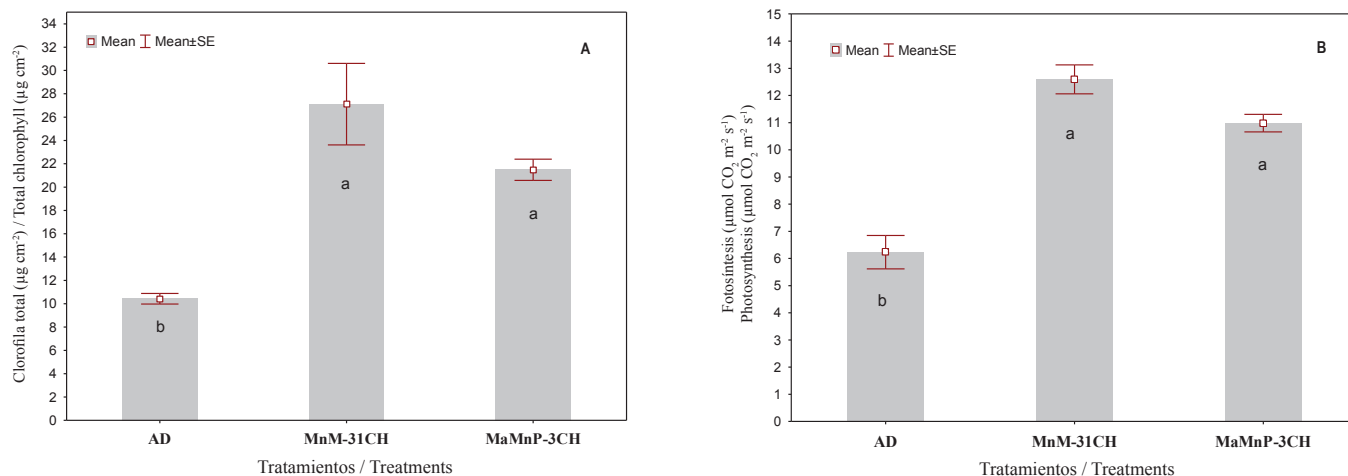 Clorofila total (µg cm⁻²) / Total chlorophyll (µg cm⁻²)
34
32
30
28
26
24
22
20
18
16
14
12
10
8
6
4
2
0
Mean Mean±SE
A
b
a
a
AD MnM-31CH MaMnP-3CH
Tratamientos / Treatments
Fotosíntesis (µmol CO₂ m⁻² s⁻¹)
Photosynthesis (µmol CO₂ m⁻² s⁻¹)
15
14
13
12
11
10
9
8
7
6
5
4
3
2
1
0
Mean Mean±SE
B
b
a
a
AD MnM-31CH MaMnP-3CH
Tratamientos / Treatments